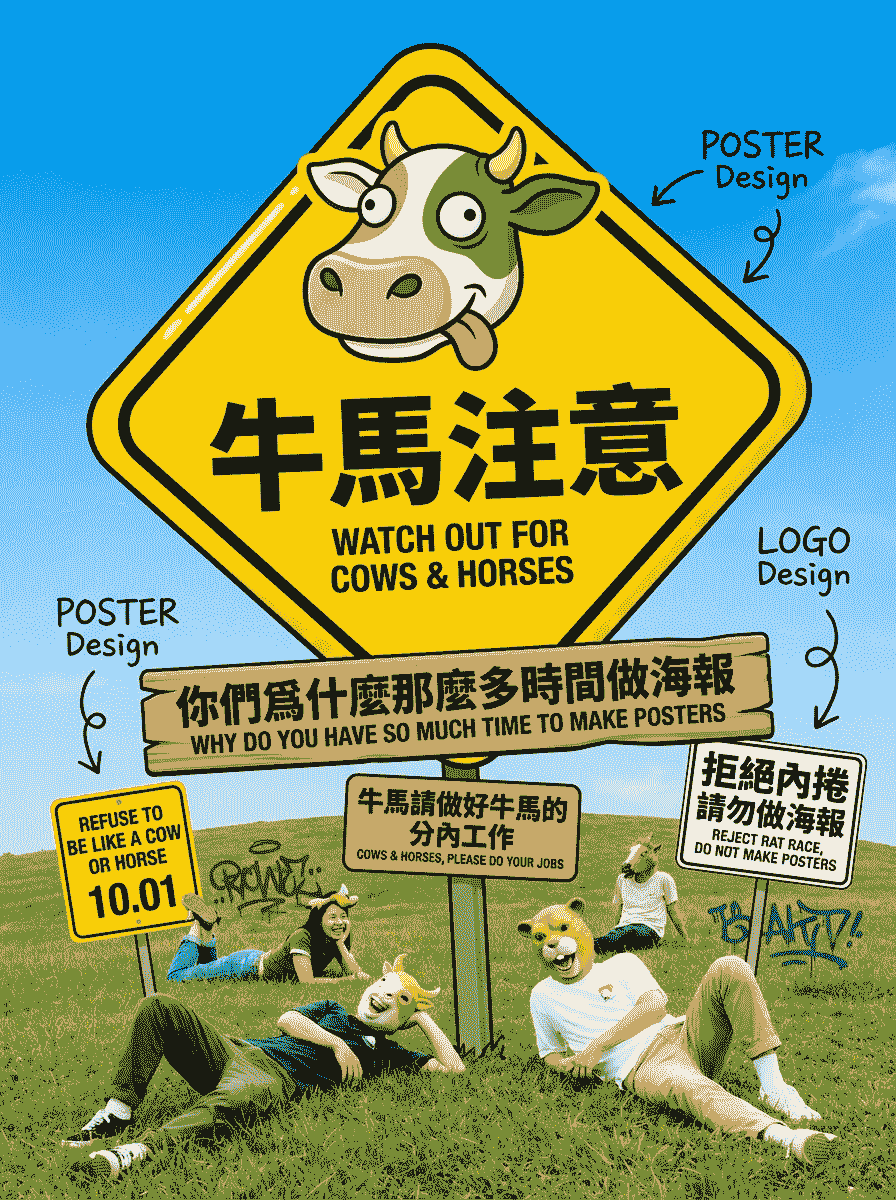 POSTER
Design
牛馬注意
WATCH OUT FOR
COWS & HORSES
LOGO
Design
POSTER
Design
你們爲什麼那麼多時間做海報
WHY DO YOU HAVE SO MUCH TIME TO MAKE POSTERS
REFUSE TO
BE LIKE A COW
OR HORSE
10.01
牛馬請做好牛馬的
分內工作
COWS & HORSES, PLEASE DO YOUR JOBS
拒絕內捲
請勿做海報
REJECT RAT RACE,
DO NOT MAKE POSTERS